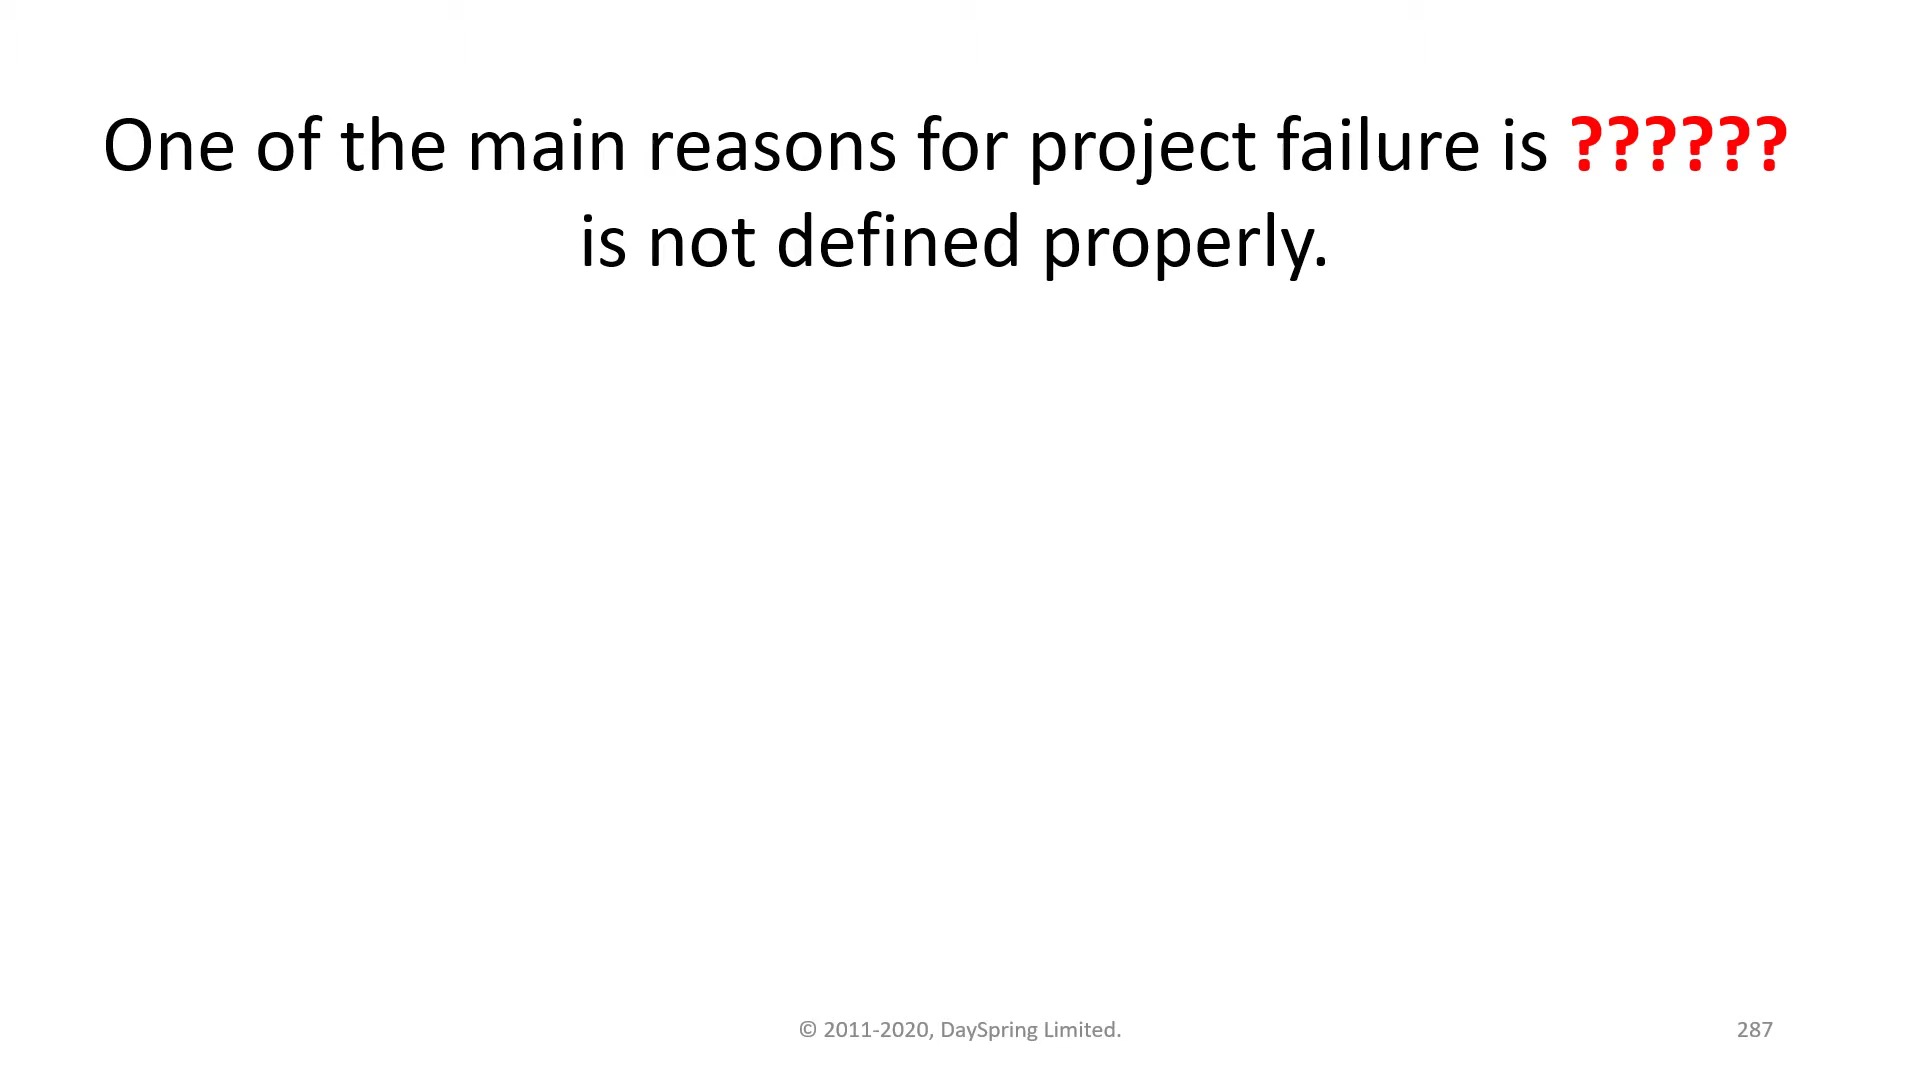 One of the main reasons for project failure is ??????
is not defined properly.
© 2011-2020, DaySpring Limited.
287